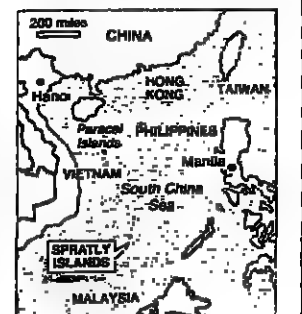 200 miles
CHINA
HONG
KONG
TAIWAN
Hanoi
Paracel
Islands
PHILIPPINES
Manila
VIETNAM
South China
Sea
SPRATLY
ISLANDS
MALAYSIA